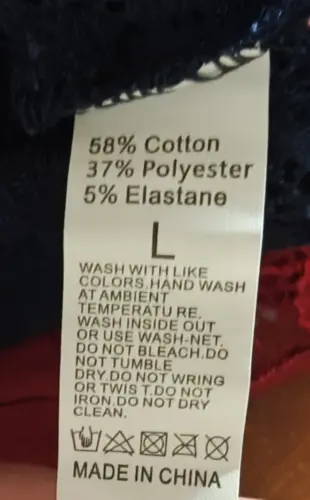 58% Cotton
37% Polyester
5% Elastane
L
WASH WITH LIKE
COLORS.HAND WASH
AT AMBIENT
TEMPERATU RE.
WASH INSIDE OUT
OR USE WASH-NET.
DO NOT BLEACH.DO
NOT TUMBLE
DRY.DO NOT WRING
OR TWIS T.DO NOT
IRON.DO NOT DRY
CLEAN.
MADE IN CHINA